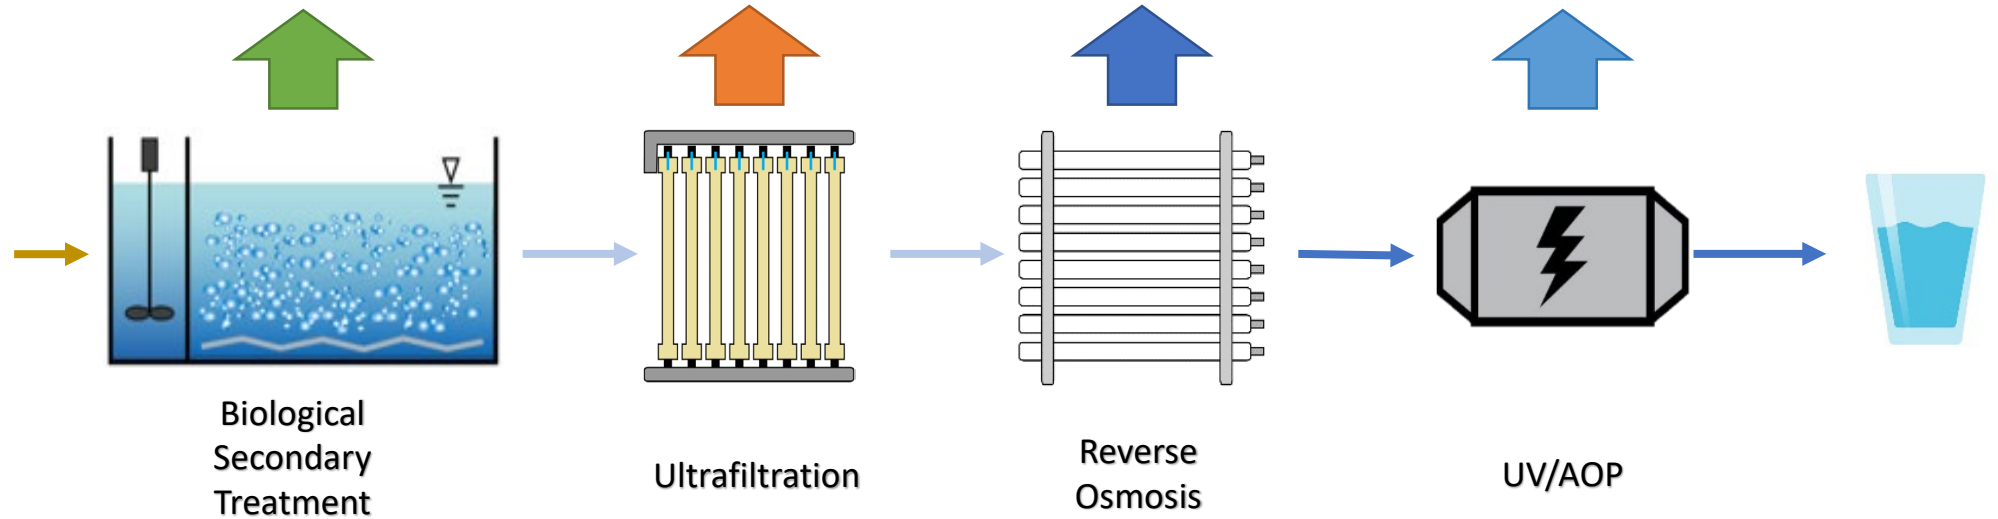 Biological
Secondary
Treatment
Ultrafiltration
Reverse
Osmosis
UV/AOP